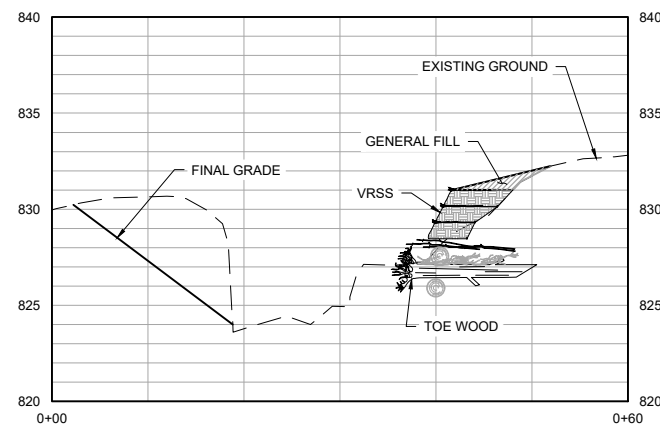 840
840
EXISTING GROUND
835
835
GENERAL FILL
FINAL GRADE
VRSS
830
830
825
825
TOE WOOD
820
820
0+00
0+60